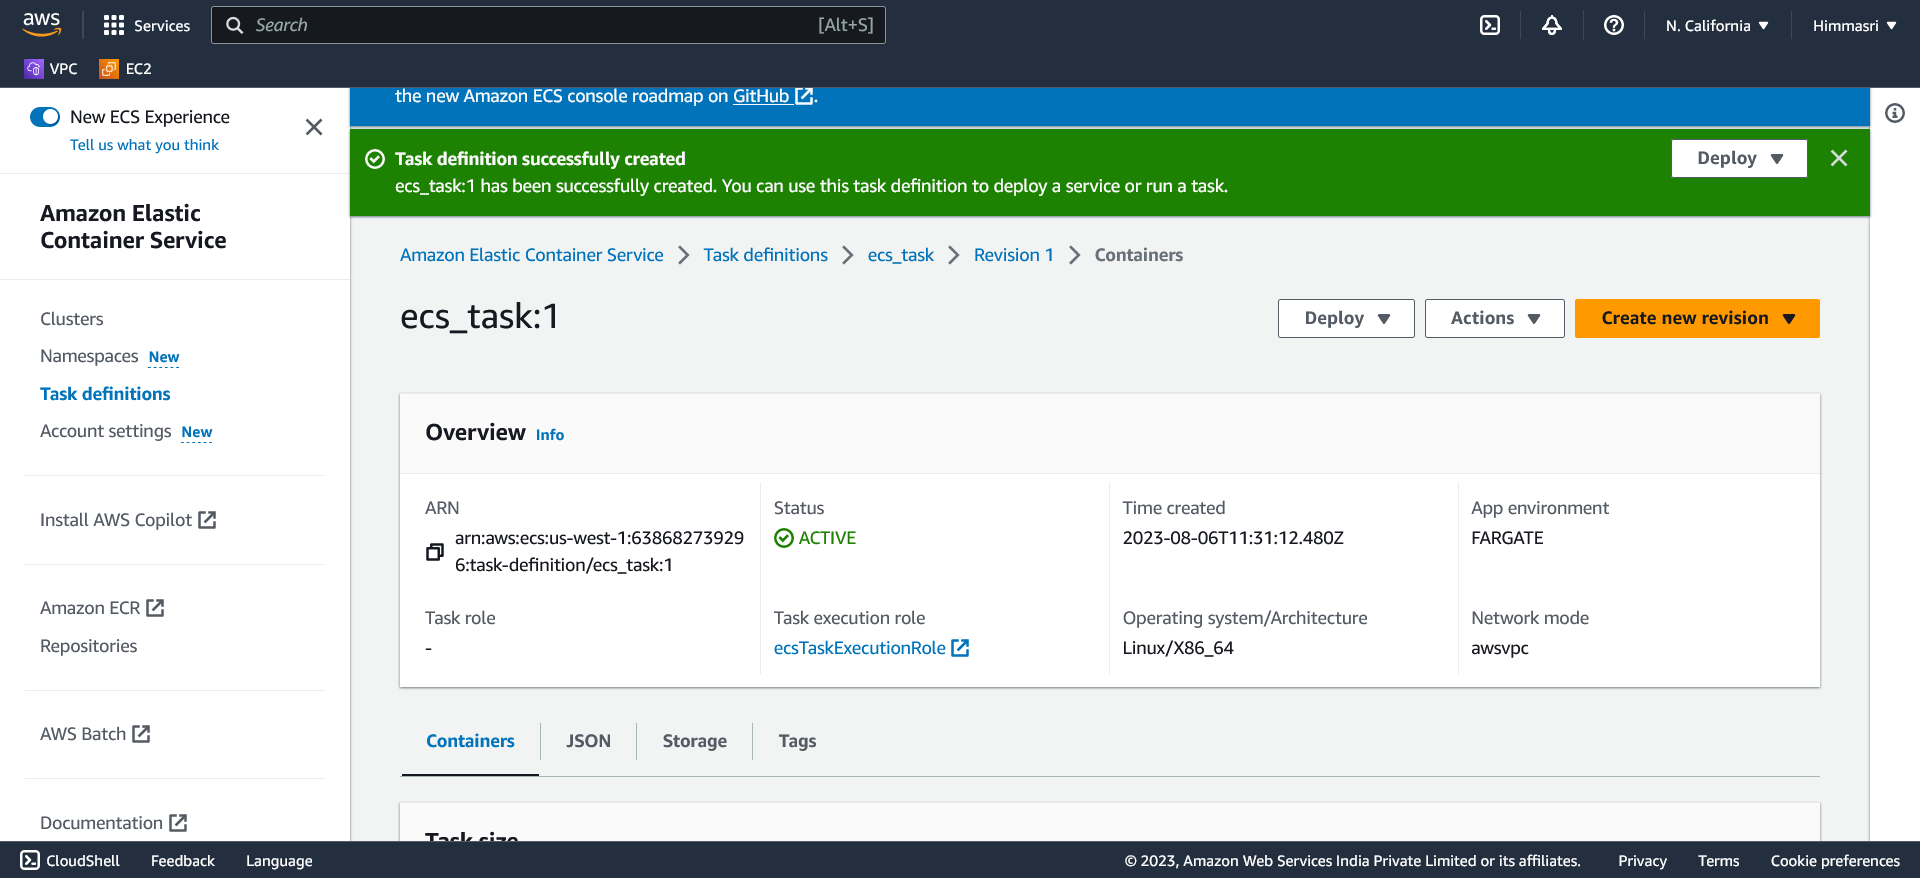 aws
Services
Search
[Alt+S]
N. California
Himmasri
VPC
EC2
New ECS Experience
Tell us what you think
Amazon Elastic
Container Service
Clusters
Namespaces New
Task definitions
Account settings New
Install AWS Copilot
Amazon ECR
Repositories
AWS Batch
Documentation
the new Amazon ECS console roadmap on GitHub.
Task definition successfully created
ecs_task:1 has been successfully created. You can use this task definition to deploy a service or run a task.
Deploy
Amazon Elastic Container Service
Task definitions
ecs_task
Revision 1
Containers
ecs_task:1
Deploy
Actions
Create new revision
Overview Info
ARN
arn:aws:ecs:us-west-1:63868273929
6:task-definition/ecs_task:1
Status
ACTIVE
Time created
2023-08-06T11:31:12.480Z
App environment
FARGATE
Task role
-
Task execution role
ecsTaskExecutionRole
Operating system/Architecture
Linux/X86_64
Network mode
awsvpc
Containers
JSON
Storage
Tags
Task size
CloudShell
Feedback
Language
© 2023, Amazon Web Services India Private Limited or its affiliates.
Privacy
Terms
Cookie preferences